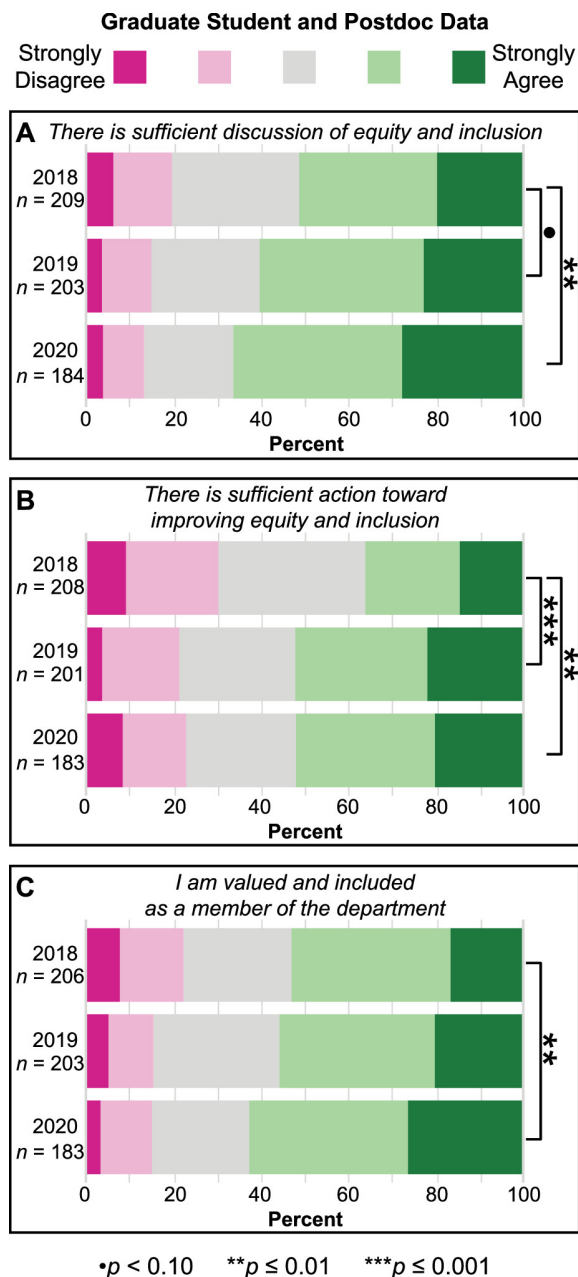 Graduate Student and Postdoc Data
Strongly Disagree
Strongly Agree
A There is sufficient discussion of equity and inclusion
2018
n = 209
2019
n = 203
2020
n = 184
0 20 40 60 80 100
Percent
•
**
B There is sufficient action toward
improving equity and inclusion
2018
n = 208
2019
n = 201
2020
n = 183
0 20 40 60 80 100
Percent
***
**
C I am valued and included
as a member of the department
2018
n = 206
2019
n = 203
2020
n = 183
0 20 40 60 80 100
Percent
**
•p < 0.10 **p ≤ 0.01 ***p ≤ 0.001